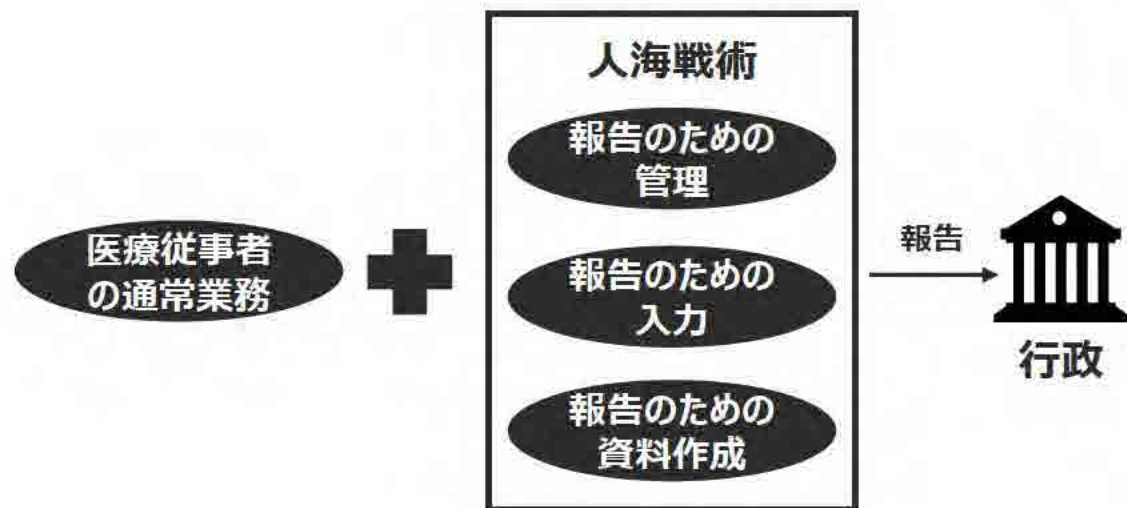 人海戦術
報告のための
管理
医療従事者
の通常業務
報告のための
入力
報告のための
資料作成
報告
行政